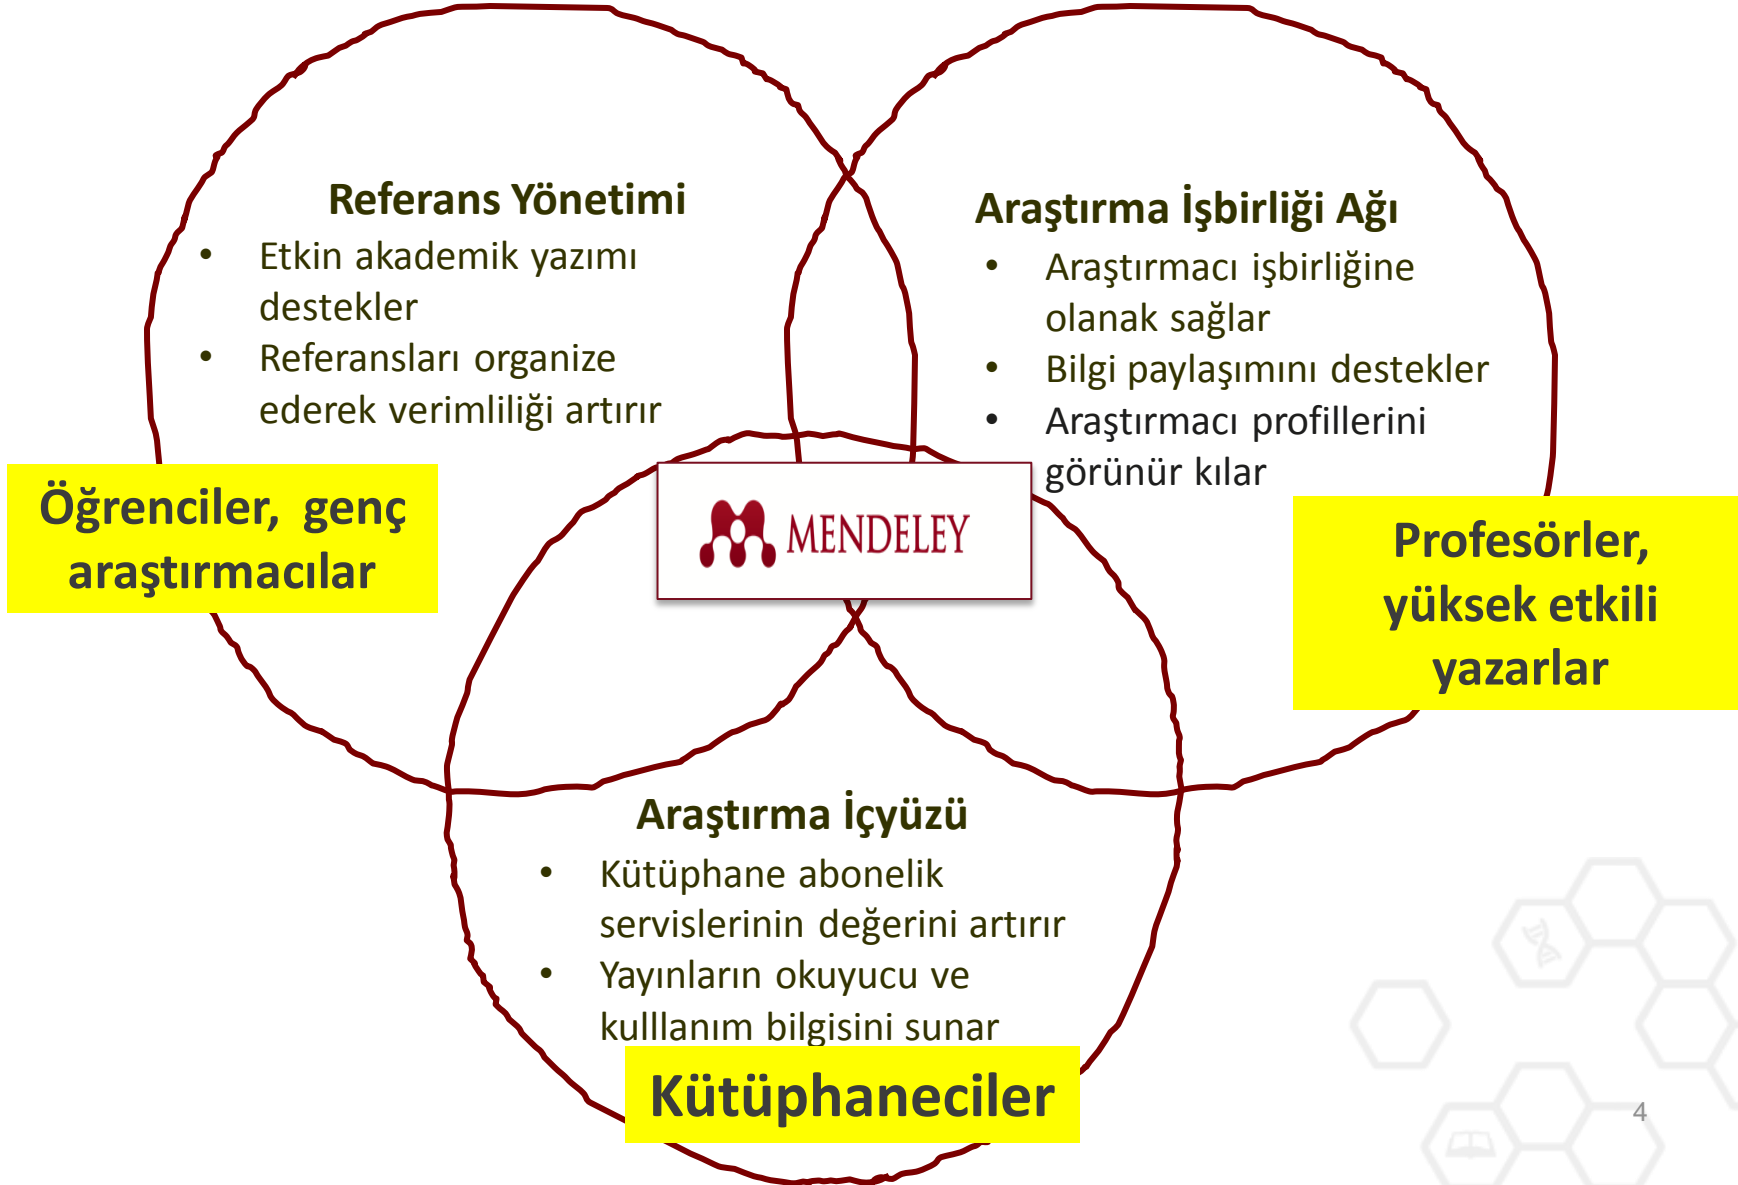 Referans Yönetimi
• Etkin akademik yazımı
destekler
• Referansları organize
ederek verimliliği artırır
Öğrenciler, genç
araştırmacılar
Araştırma İşbirliği Ağı
• Araştırmacı işbirliğine
olanak sağlar
• Bilgi paylaşımını destekler
• Araştırmacı profillerini
görünür kılar
Profesörler,
yüksek etkili
yazarlar
MENDELEY
Araştırma İçyüzü
• Kütüphane abonelik
servislerinin değerini artırır
• Yayınların okuyucu ve
kulllanım bilgisini sunar
Kütüphaneciler
4